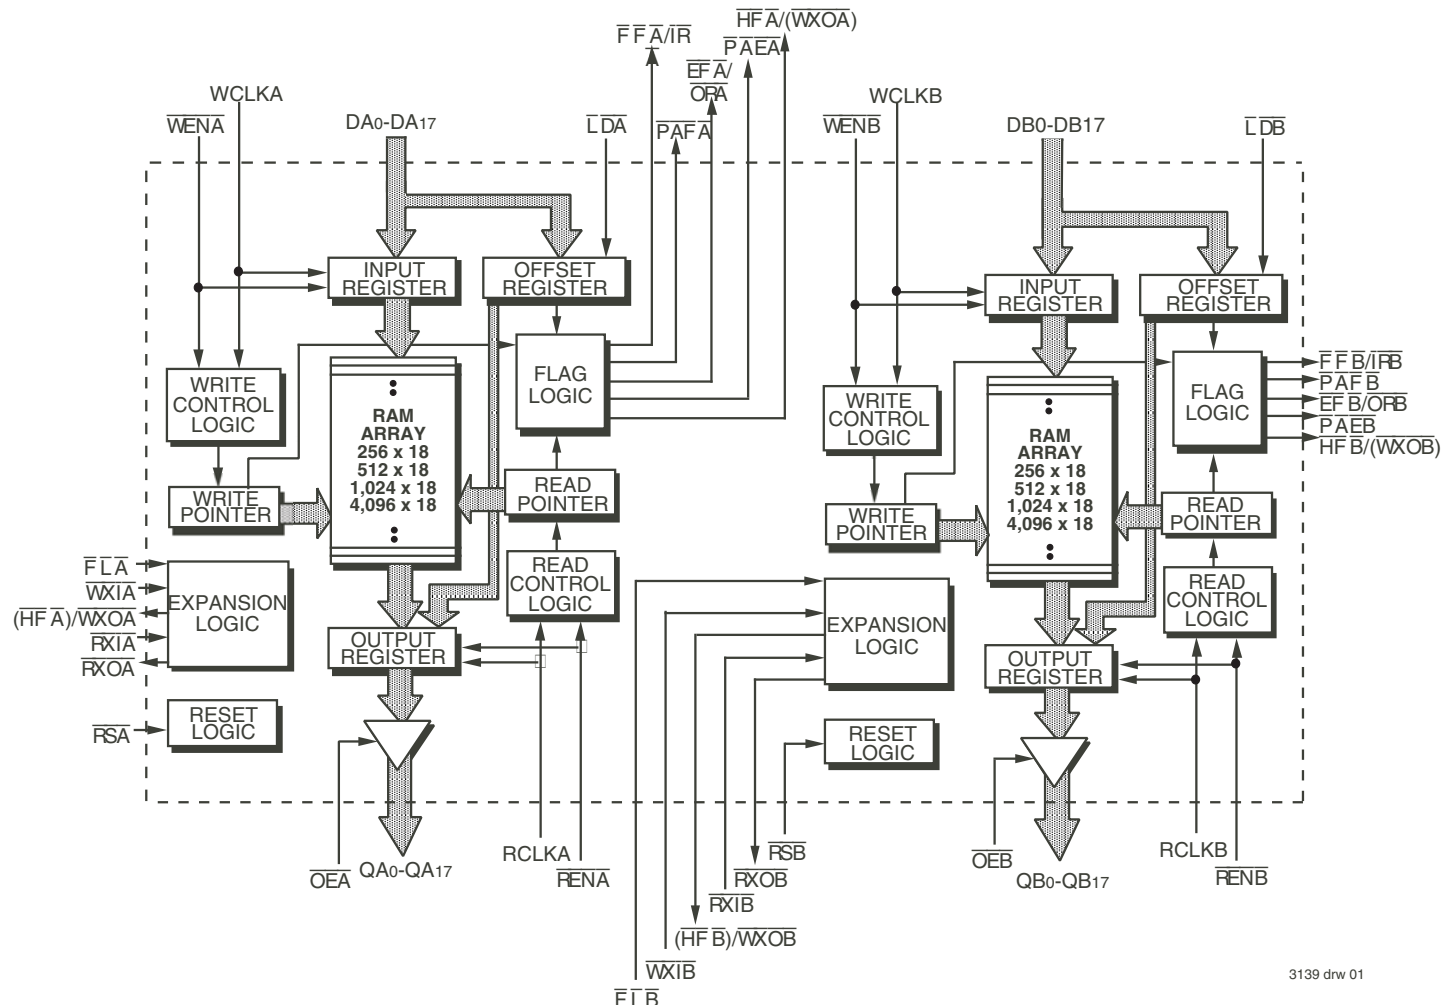 HFA/(WXOA)
FFA/IR
PAEA
EFA/
ORA
WCLKA
WCLKB
WENA
DA0-DA17
LDA
PAFA
WENB
DB0-DB17
LDB
INPUT
REGISTER
OFFSET
REGISTER
INPUT
REGISTER
OFFSET
REGISTER
WRITE
CONTROL
LOGIC
RAM
ARRAY
256 x 18
512 x 18
1,024 x 18
4,096 x 18
FLAG
LOGIC
WRITE
CONTROL
LOGIC
RAM
ARRAY
256 x 18
512 x 18
1,024 x 18
4,096 x 18
FLAG
LOGIC
FFB/IRB
PAFB
EFB/ORB
PAEB
HFB/(WXOB)
WRITE
POINTER
READ
POINTER
WRITE
POINTER
READ
POINTER
FLA
WXIA
(HFA)/WXOA
RXIA
RXOA
EXPANSION
LOGIC
READ
CONTROL
LOGIC
EXPANSION
LOGIC
READ
CONTROL
LOGIC
OUTPUT
REGISTER
OUTPUT
REGISTER
RSA
RESET
LOGIC
RESET
LOGIC
OEA
QA0-QA17
RCLKA
RENA
RSB
RXOB
RXIB
(HFB)/WXOB
WXIB
FLB
OEB
QB0-QB17
RCLKB
RENB
3139 drw 01